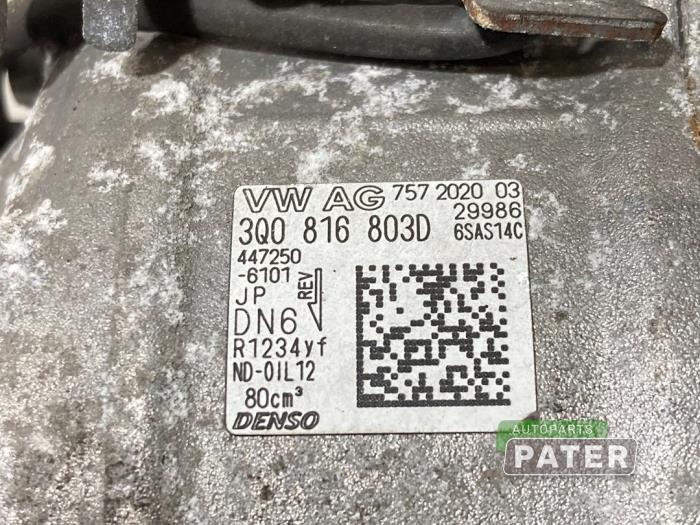 VW AG 757 2020 03
29986
3Q0 816 803D 6SAS14C
447250
-6101
JP REV
DN6
R1234yf
ND-OIL12
80cm³
DENSO
AUTOPARTS
PATER